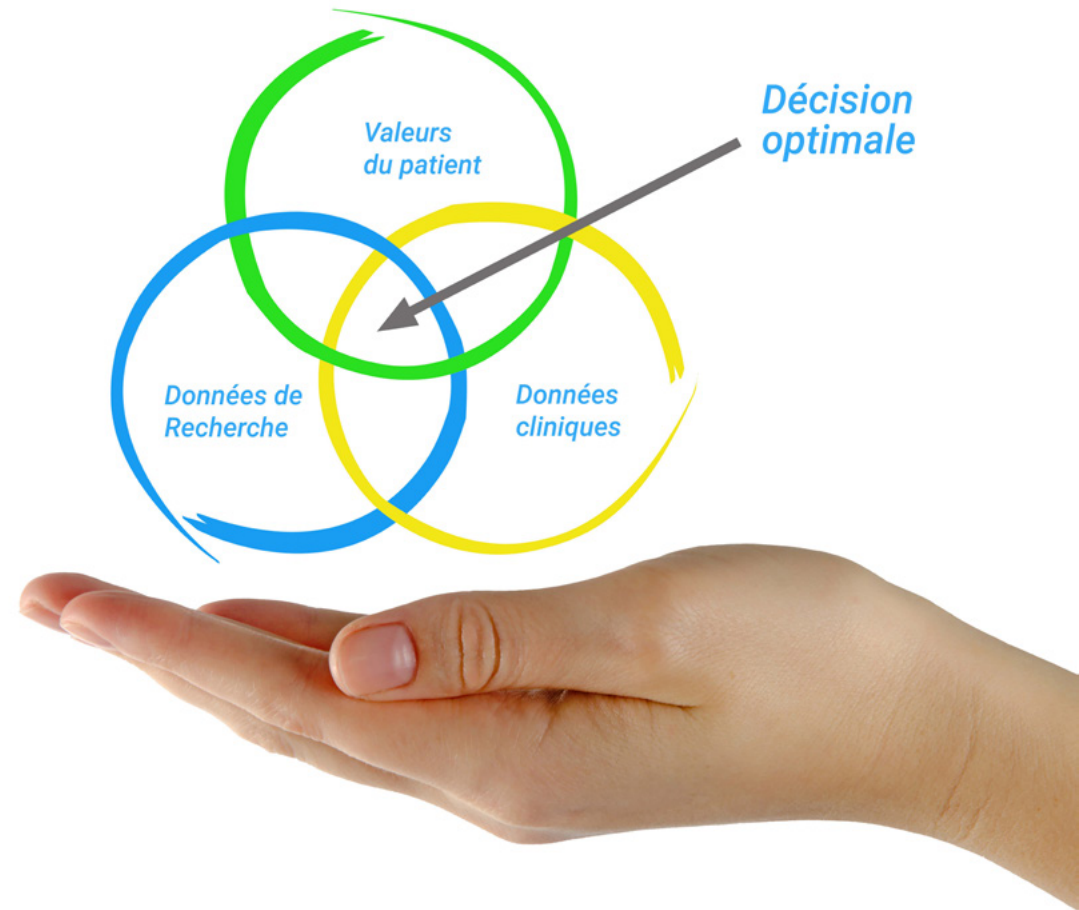 Valeurs
du patient
Décision
optimale
Données de
Recherche
Données
cliniques